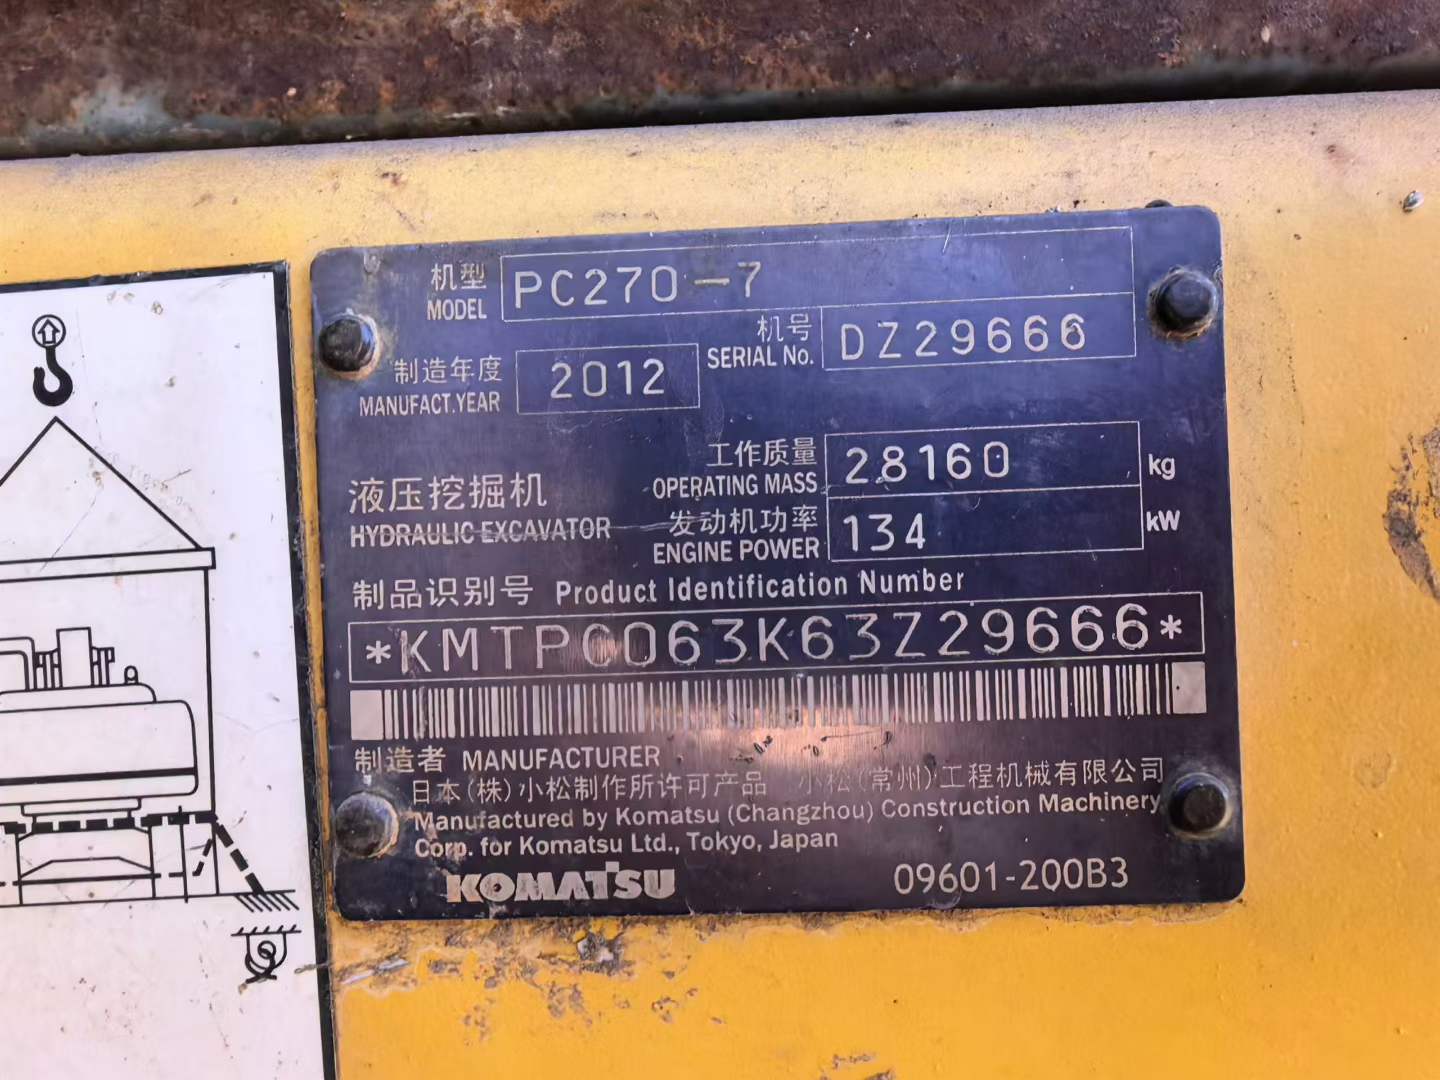 机型 PC270-7
MODEL
机号 DZ29666
SERIAL No.
制造年度 2012
MANUFACT.YEAR
工作质量 28160 kg
OPERATING MASS
液压挖掘机
HYDRAULIC EXCAVATOR
发动机功率 134 kW
ENGINE POWER
制品识别号 Product Identification Number
*KMTPC063K63Z29666*
制造者 MANUFACTURER
日本(株)小松制作所许可产品 小松(常州)工程机械有限公司
Manufactured by Komatsu (Changzhou) Construction Machinery
Corp. for Komatsu Ltd., Tokyo, Japan
KOMATSU
09601-200B3